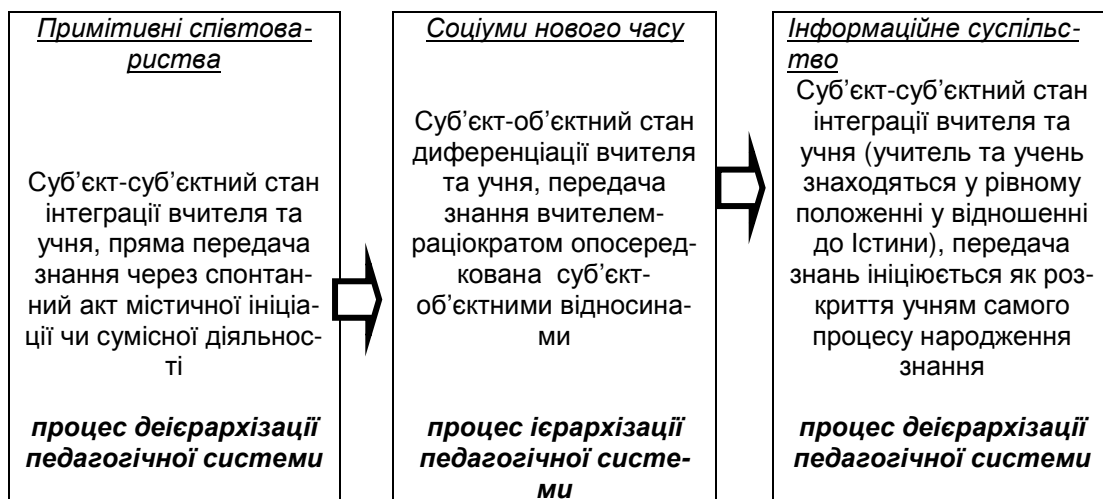 Примітивні співтова-
риства
Суб’єкт-суб’єктний стан
інтеграції вчителя та
учня, пряма передача
знання через спонтан-
ний акт містичної ініціа-
ції чи сумісної діяльнос-
ті
процес деієрархізації
педагогічної системи
Соціуми нового часу
Суб’єкт-об’єктний стан
диференціації вчителя
та учня, передача
знання вчителем-
раціократом опосеред-
кована суб’єкт-
об’єктними відносина-
ми
процес ієрархізації
педагогічної систе-
ми
Інформаційне суспільс-
тво
Суб’єкт-суб’єктний стан
інтеграції вчителя та
учня (учитель та учень
знаходяться у рівному
положенні у відношенні
до Істини), передача
знань ініціюється як роз-
криття учням самого
процесу народження
знання
процес деієрархізації
педагогічної системи